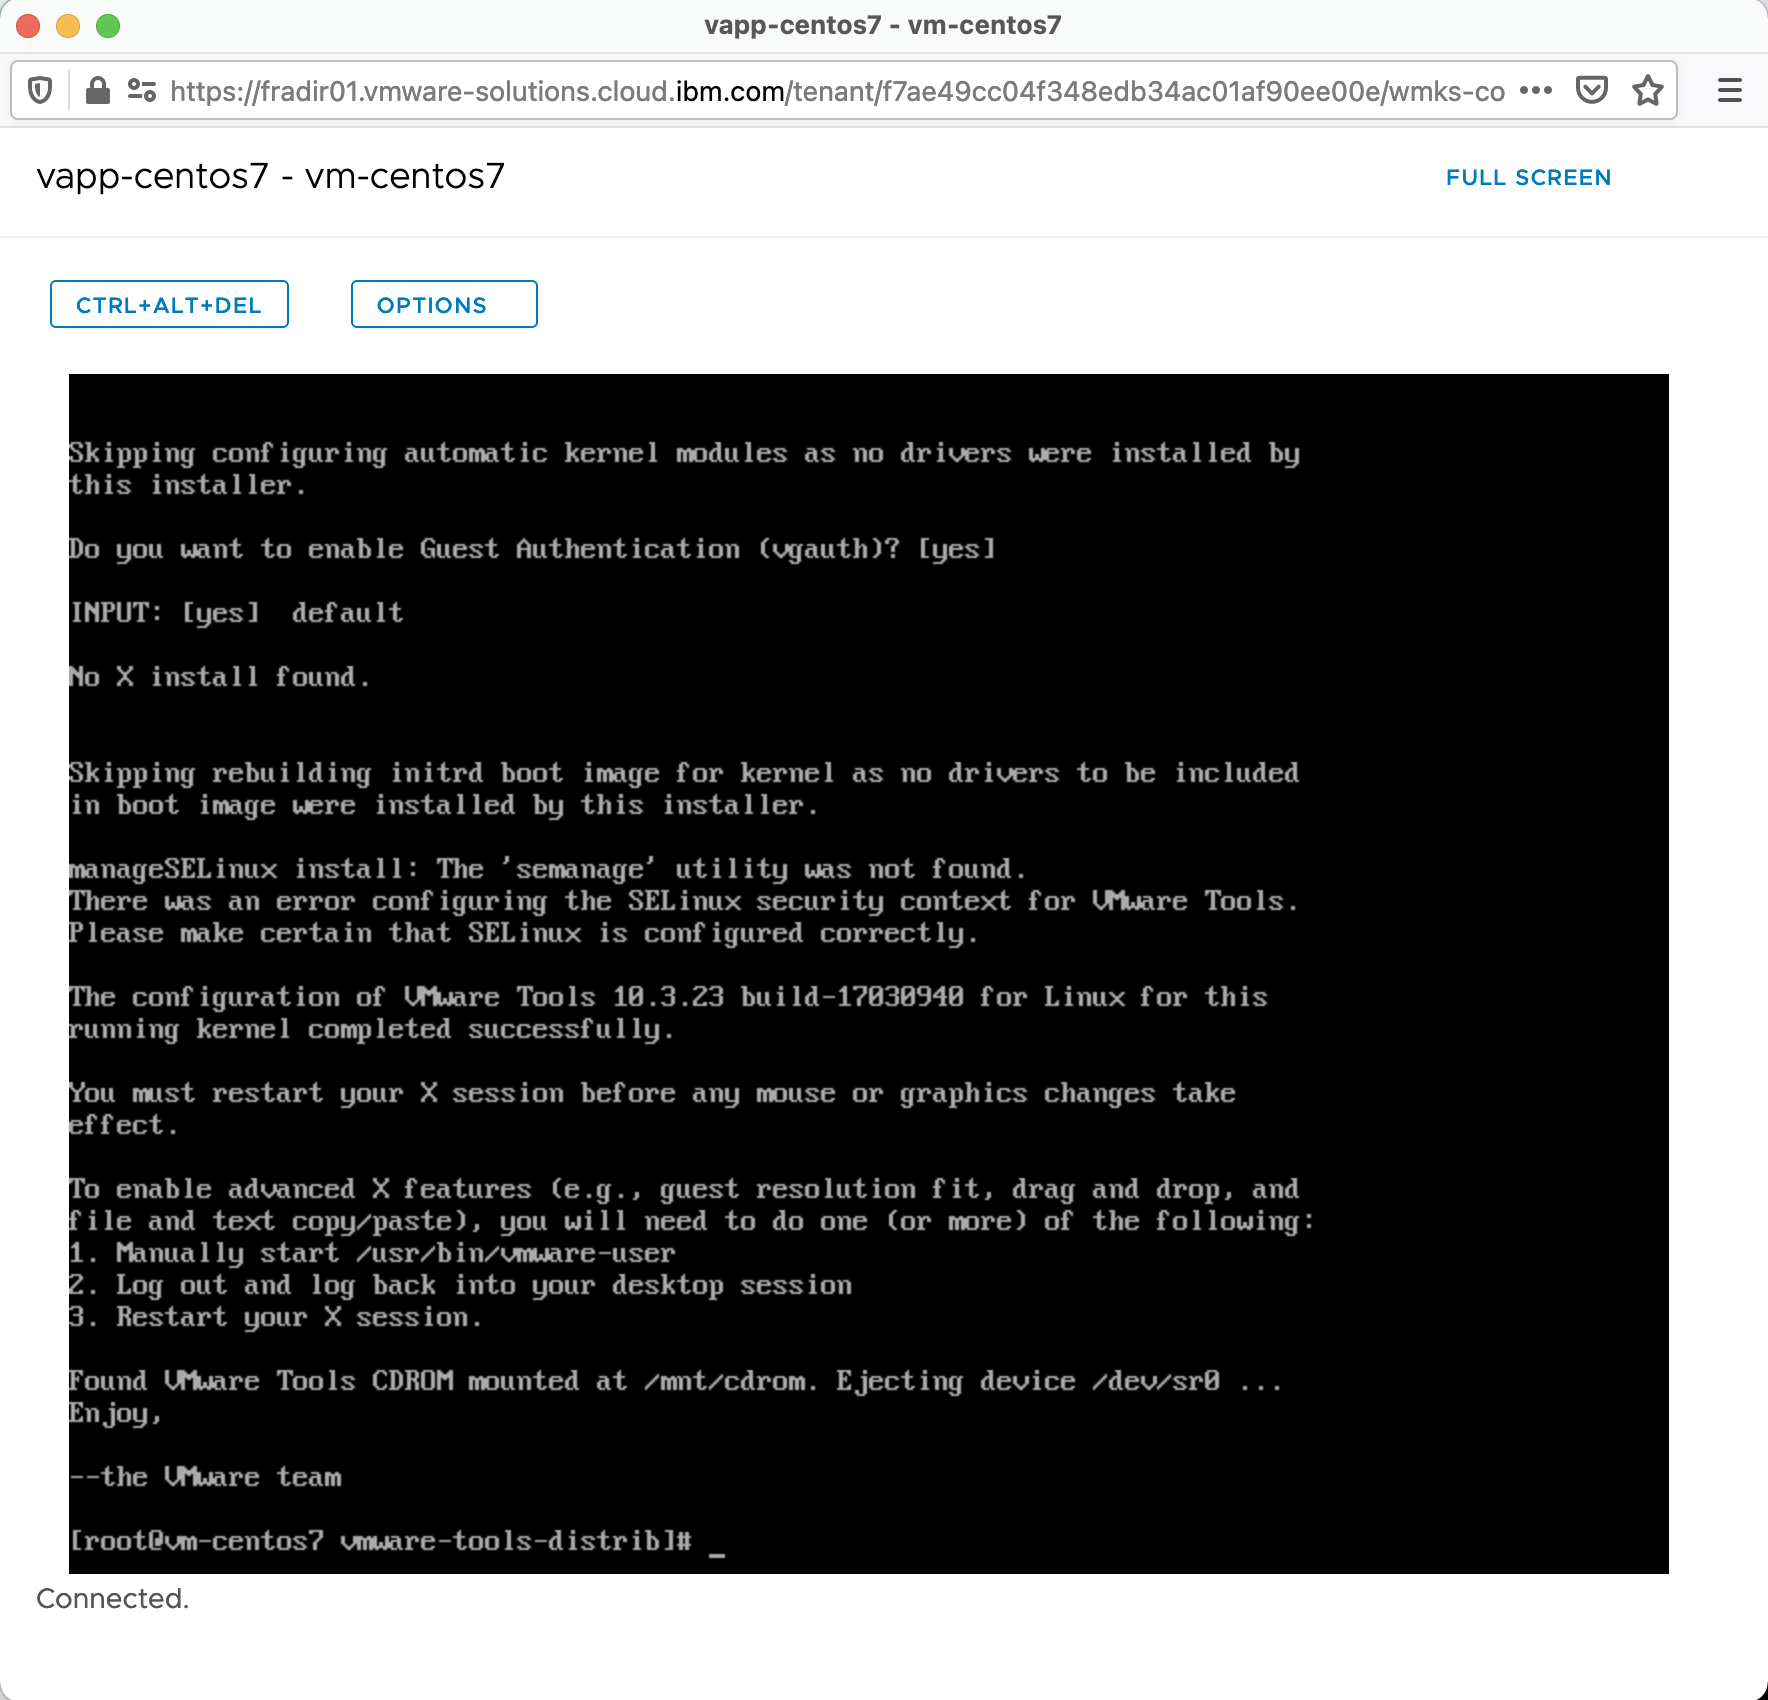 vapp-centos7 - vm-centos7
https://fradir01.vmware-solutions.cloud.ibm.com/tenant/f7ae49cc04f348edb34ac01af90ee00e/wmks-co
vapp-centos7 - vm-centos7
FULL SCREEN
CTRL+ALT+DEL
OPTIONS
Skipping configuring automatic kernel modules as no drivers were installed by
this installer.
Do you want to enable Guest Authentication (vgauth)? [yes]
INPUT: [yes]  default
No X install found.
Skipping rebuilding initrd boot image for kernel as no drivers to be included
in boot image were installed by this installer.
manageSELinux install: The 'semanage' utility was not found.
There was an error configuring the SELinux security context for VMware Tools.
Please make certain that SELinux is configured correctly.
The configuration of VMware Tools 10.3.23 build-17030940 for Linux for this
running kernel completed successfully.
You must restart your X session before any mouse or graphics changes take
effect.
To enable advanced X features (e.g., guest resolution fit, drag and drop, and
file and text copy/paste), you will need to do one (or more) of the following:
1. Manually start /usr/bin/vmware-user
2. Log out and log back into your desktop session
3. Restart your X session.
Found VMware Tools CDROM mounted at /mnt/cdrom. Ejecting device /dev/sr0 ...
Enjoy,
--the VMware team
[root@vm-centos7 vmware-tools-distrib]# _
Connected.